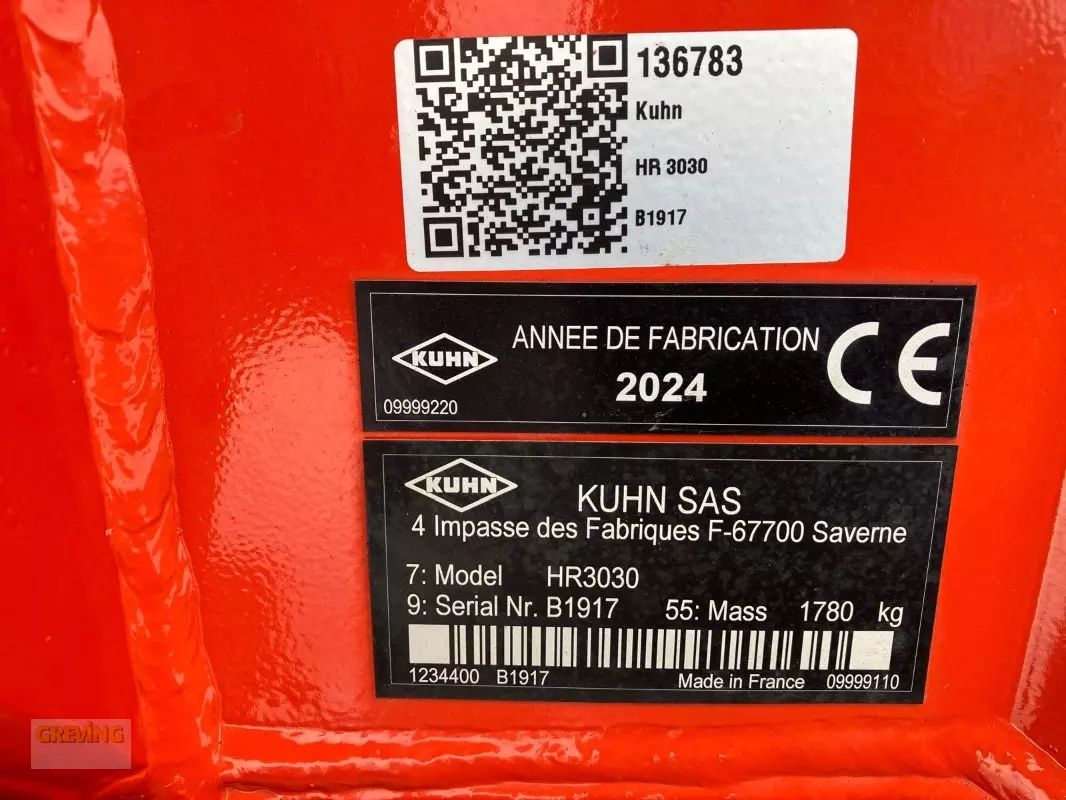 136783
Kuhn
HR 3030
B1917
KUHN
ANNEE DE FABRICATION
2024
CE
09999220
KUHN
KUHN SAS
4 Impasse des Fabriques F-67700 Saverne
7: Model HR3030
9: Serial Nr. B1917 55: Mass 1780 kg
1234400 B1917 Made in France 09999110
GREVING